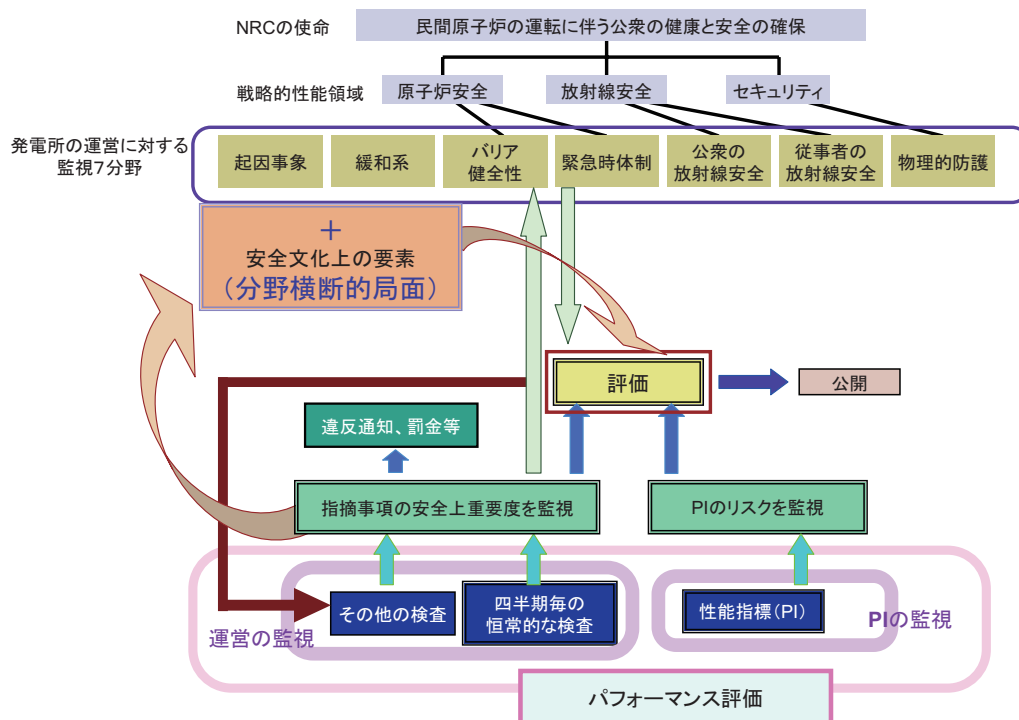 NRCの使命
民間原子炉の運転に伴う公衆の健康と安全の確保
戦略的性能領域
原子炉安全
放射線安全
セキュリティ
発電所の運営に対する
監視7分野
起因事象
緩和系
バリア
健全性
緊急時体制
公衆の
放射線安全
従事者の
放射線安全
物理的防護
＋
安全文化上の要素
（分野横断的局面）
評価
公開
違反通知、罰金等
指摘事項の安全上重要度を監視
PIのリスクを監視
その他の検査
四半期毎の
恒常的な検査
性能指標（PI）
運営の監視
PIの監視
パフォーマンス評価